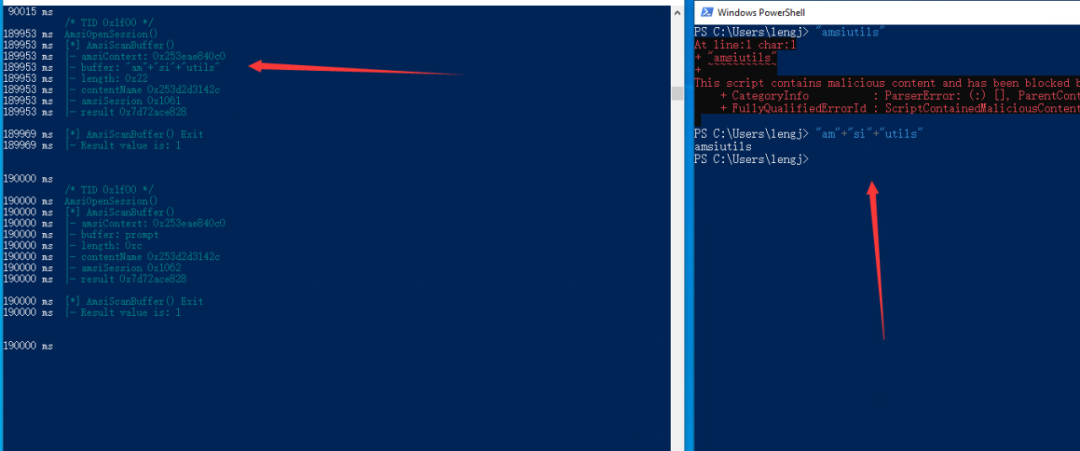 90015 ms
/* TID 0x1f00 */
189953 ms AmsiOpenSession()
189953 ms [*] AmsiScanBuffer()
189953 ms |- amsiContext: 0x253eae840c0
189953 ms |- buffer: "am"+"si"+"utils"
189953 ms |- length: 0x22
189953 ms |- contentName 0x253d2d3142c
189953 ms |- amsiSession 0x1061
189953 ms |- result 0x7d72ace828
189969 ms [*] AmsiScanBuffer() Exit
189969 ms |- Result value is: 1
190000 ms
/* TID 0x1f00 */
190000 ms AmsiOpenSession()
190000 ms [*] AmsiScanBuffer()
190000 ms |- amsiContext: 0x253eae840c0
190000 ms |- buffer: prompt
190000 ms |- length: 0xc
190000 ms |- contentName 0x253d2d3142c
190000 ms |- amsiSession 0x1062
190000 ms |- result 0x7d72ace828
190000 ms [*] AmsiScanBuffer() Exit
190000 ms |- Result value is: 1
190000 ms
Windows PowerShell
PS C:\Users\lengj> "amsiutils"
At line:1 char:1
+ "amsiutils"
+ ~~~~~~~~~~~
This script contains malicious content and has been blocked b
+ CategoryInfo : ParserError: (:) [], ParentConta
+ FullyQualifiedErrorId : ScriptContainedMaliciousContent
PS C:\Users\lengj> "am"+"si"+"utils"
amsiutils
PS C:\Users\lengj>